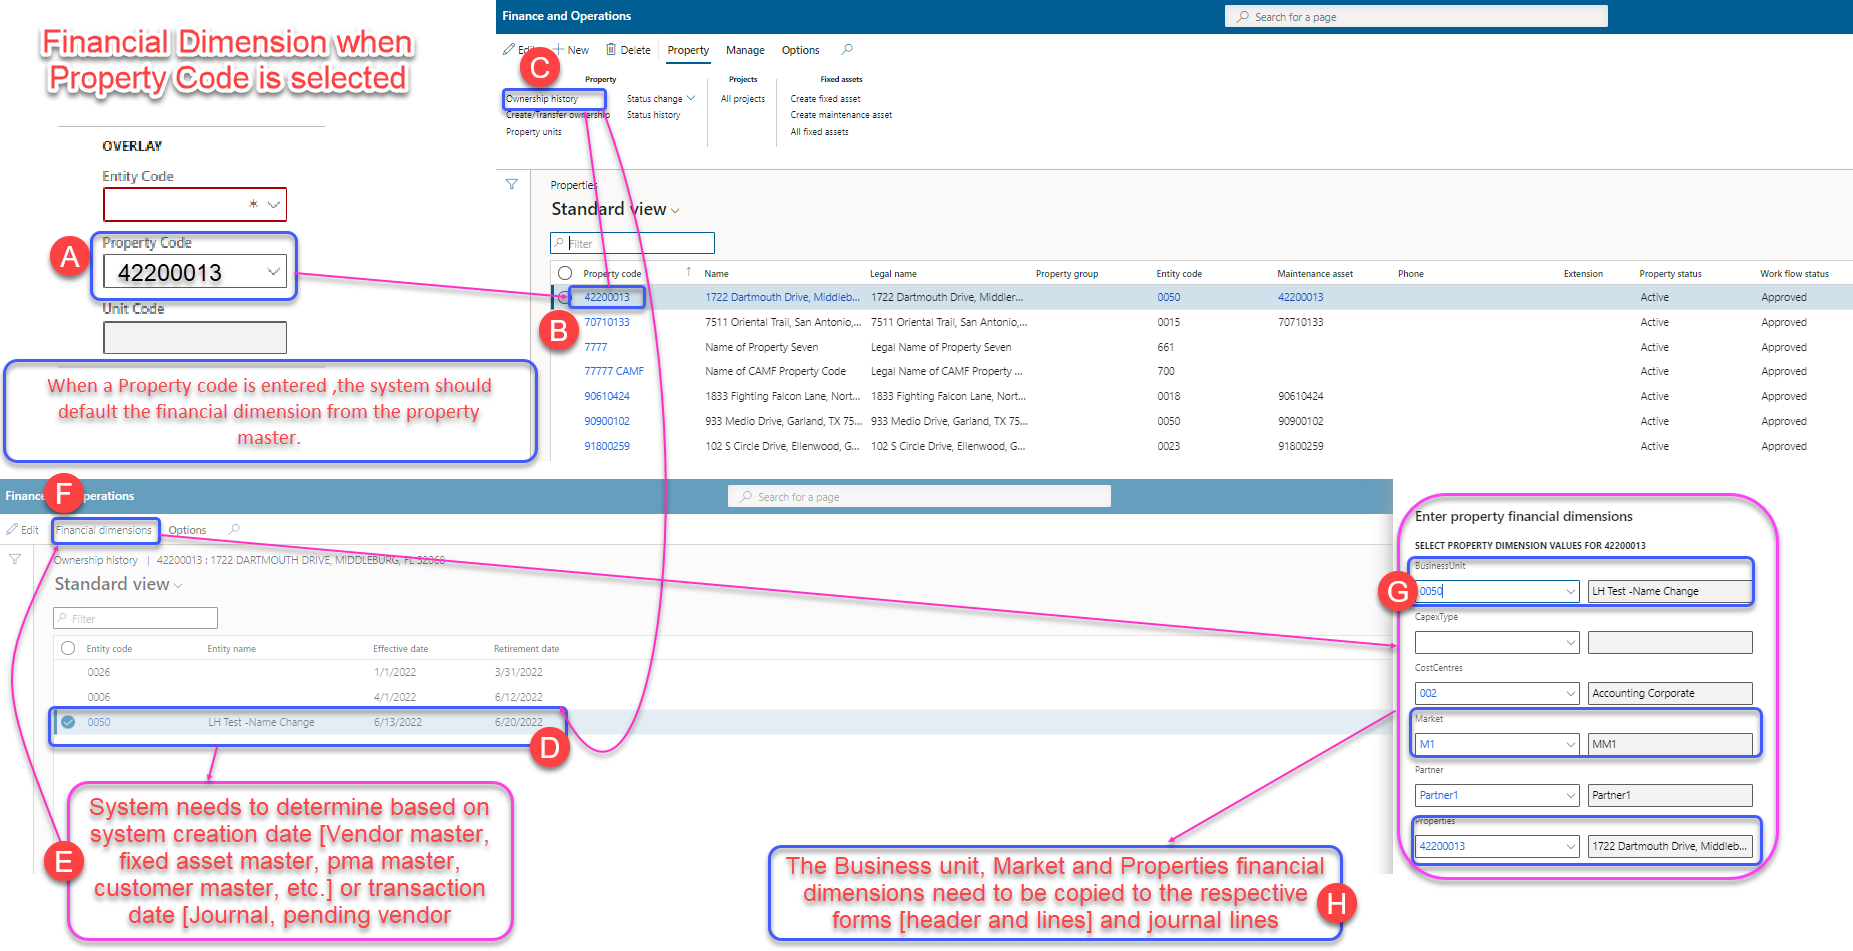 Financial Dimension when
Property Code is selected
OVERLAY
Entity Code
*
A
Property Code
42200013
Unit Code
When a Property code is entered ,the system should
default the financial dimension from the property
master.
Finance and Operations
Search for a page
Edit
New
Delete
Property
Manage
Options
C
Property
Projects
Fixed assets
Ownership history
Status change
All projects
Create fixed asset
Create/Transfer ownership
Status history
Create maintenance asset
Property units
All fixed assets
Properties
Standard view
Filter
Property code ↑ Name Legal name Property group Entity code Maintenance asset Phone Extension Property status Work flow status
42200013 1722 Dartmouth Drive, Middleb... 1722 Dartmouth Drive, Middler... 0050 42200013 Active Approved
B
70710133 7511 Oriental Trail, San Antonio,... 7511 Oriental Trail, San Antonio,... 0015 70710133 Active Approved
7777 Name of Property Seven Legal Name of Property Seven 661 Active Approved
77777 CAMF Name of CAMF Property Code Legal Name of CAMF Property ... 700 Active Approved
90610424 1833 Fighting Falcon Lane, Nort... 1833 Fighting Falcon Lane, Nort... 0018 90610424 Active Approved
90900102 933 Medio Drive, Garland, TX 75... 933 Medio Drive, Garland, TX 75... 0050 90900102 Active Approved
91800259 102 S Circle Drive, Ellenwood, G... 102 S Circle Drive, Ellenwood, G... 0023 91800259 Active Approved
F
Search for a page
Edit
Financial dimensions
Options
Ownership history | 42200013 : 1722 DARTMOUTH DRIVE, MIDDLEBURG, FL 32068
Standard view
Filter
Entity code Entity name Effective date Retirement date
0026 1/1/2022 3/31/2022
0006 4/1/2022 6/12/2022
0050 LH Test -Name Change 6/13/2022 6/20/2022
D
E
System needs to determine based on
system creation date [Vendor master,
fixed asset master, pma master,
customer master, etc.] or transaction
date [Journal, pending vendor
Enter property financial dimensions
SELECT PROPERTY DIMENSION VALUES FOR 42200013
BusinessUnit
G
0050 LH Test -Name Change
CapexType
CostCentres
002 Accounting Corporate
Market
M1 MM1
Partner
Partner1 Partner1
Properties
42200013 1722 Dartmouth Drive, Middleb...
The Business unit, Market and Properties financial
dimensions need to be copied to the respective
forms [header and lines] and journal lines
H